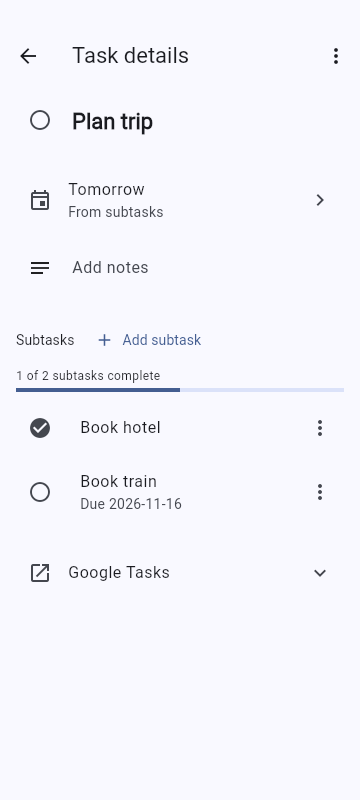 Task details
Plan trip
Tomorrow
From subtasks
Add notes
Subtasks
Add subtask
1 of 2 subtasks complete
Book hotel
Book train
Due 2026-11-16
Google Tasks